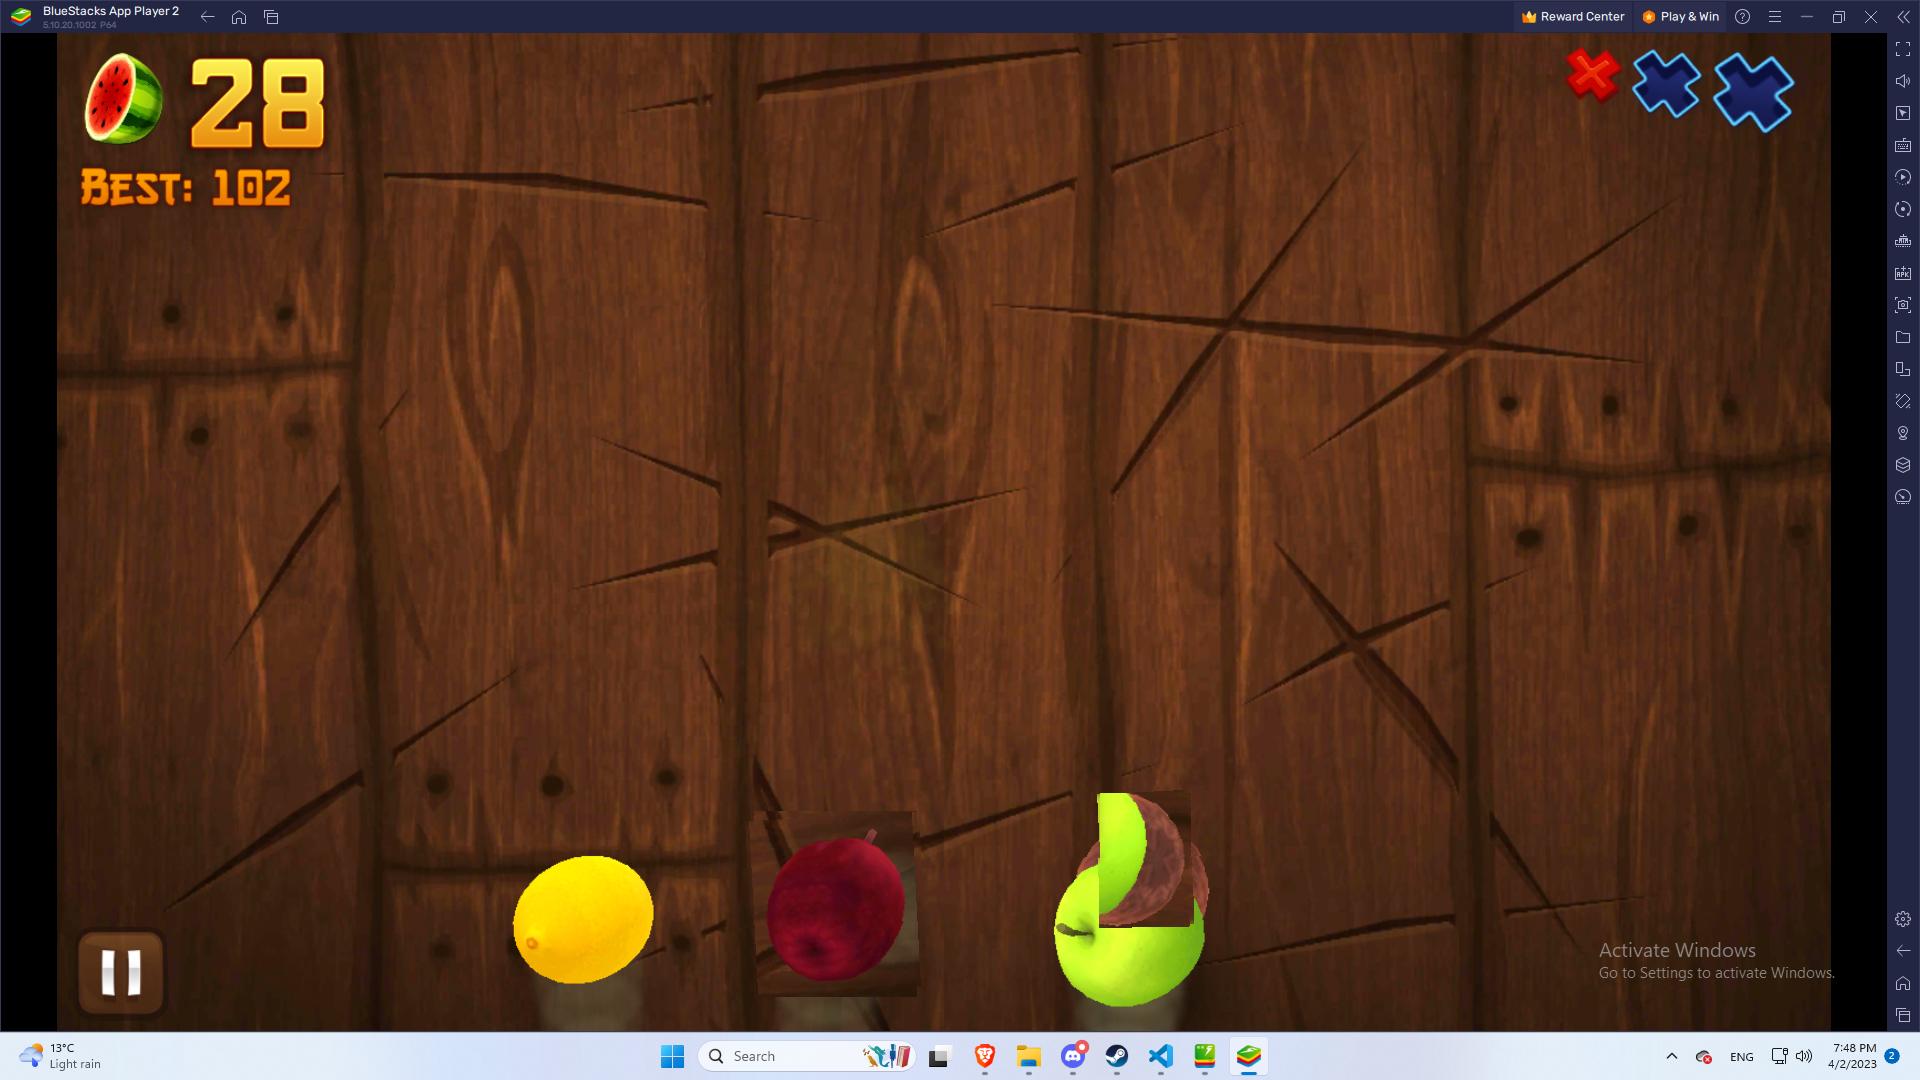 BlueStacks App Player 2
5.10.20.1002 P64
Reward Center
Play & Win
28
BEST: 102
Activate Windows
Go to Settings to activate Windows.
13°C
Light rain
Search
ENG
7:48 PM
4/2/2023
2